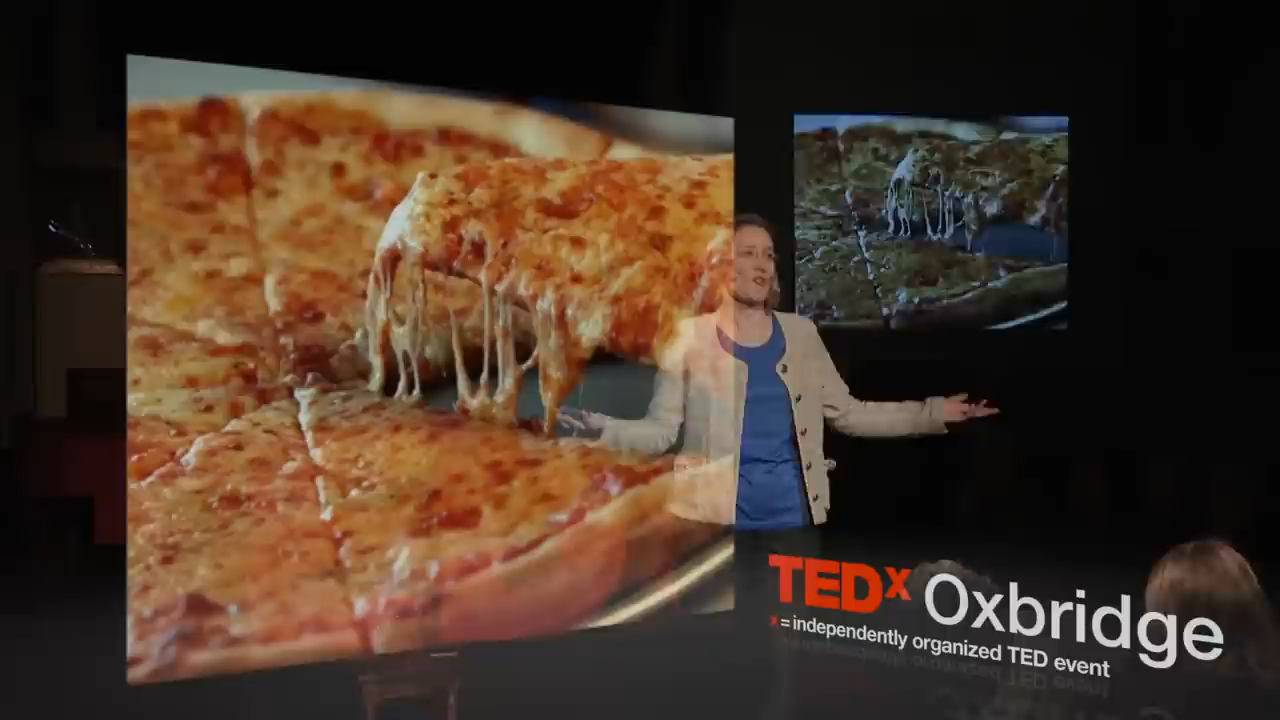 TEDx Oxbridge
x = independently organized TED event